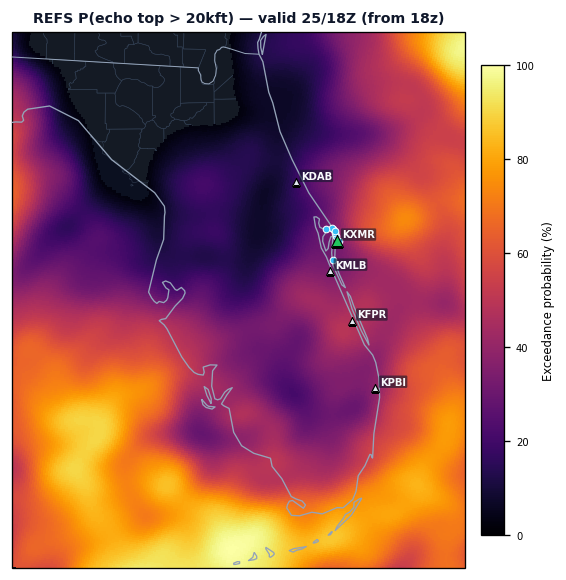 REFS P(echo top > 20kft) — valid 25/18Z (from 18z)
KDAB
KXMR
KMLB
KFPR
KPBI
100
80
60
40
20
0
Exceedance probability (%)